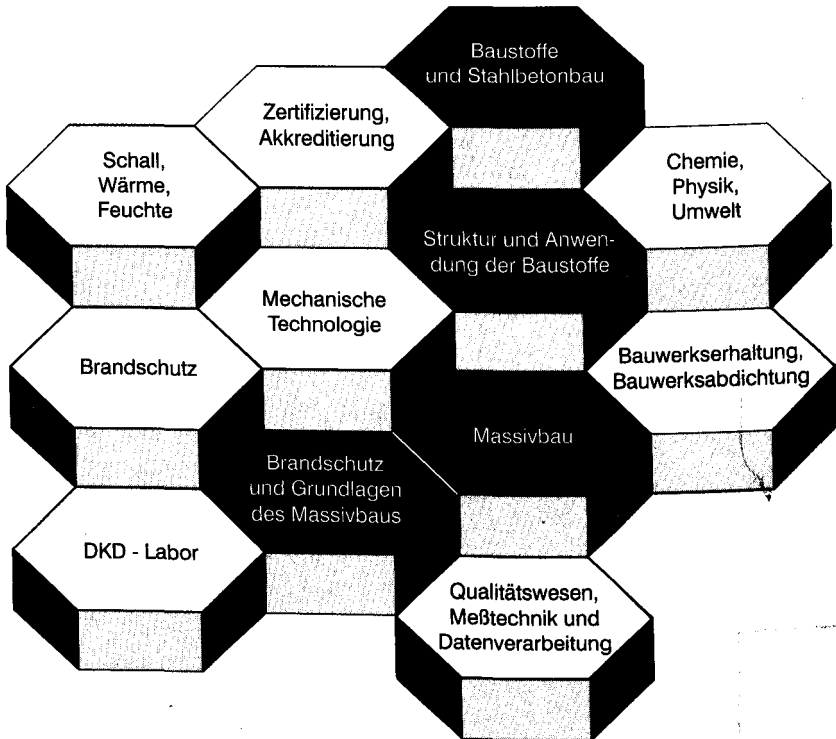 Baustoffe
und Stahlbetonbau
Zertifizierung,
Akkreditierung
Schall,
Wärme,
Feuchte
Chemie,
Physik,
Umwelt
Struktur und Anwen-
dung der Baustoffe
Mechanische
Technologie
Brandschutz
Bauwerkserhaltung,
Bauwerksabdichtung
Massivbau
Brandschutz
und Grundlagen
des Massivbaus
DKD - Labor
Qualitätswesen,
Meßtechnik und
Datenverarbeitung